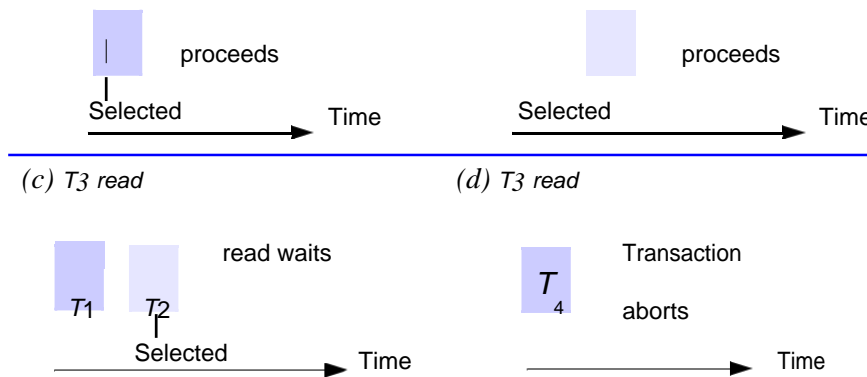 proceeds
proceeds
Selected
Time
Selected
Time
(c) T3 read
(d) T3 read
read waits
Transaction
T1
T2
T4
aborts
Selected
Time
Time